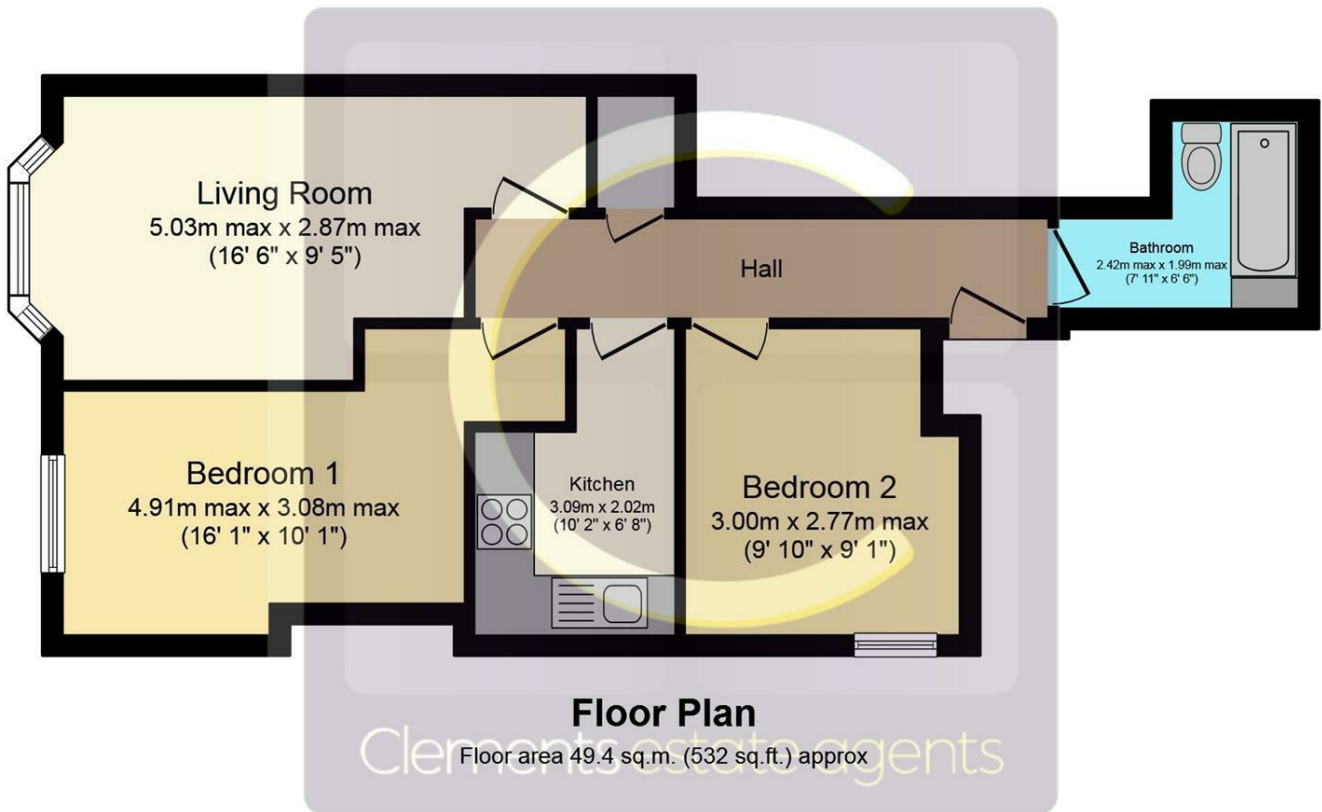 Living Room
5.03m max x 2.87m max
(16' 6" x 9' 5")
Hall
Bathroom
2.42m max x 1.99m max
(7' 11" x 6' 6")
Bedroom 1
4.91m max x 3.08m max
(16' 1" x 10' 1")
Kitchen
3.09m x 2.02m
(10' 2" x 6' 8")
Bedroom 2
3.00m x 2.77m max
(9' 10" x 9' 1")
Floor Plan
Clements estate agents
Floor area 49.4 sq.m. (532 sq.ft.) approx